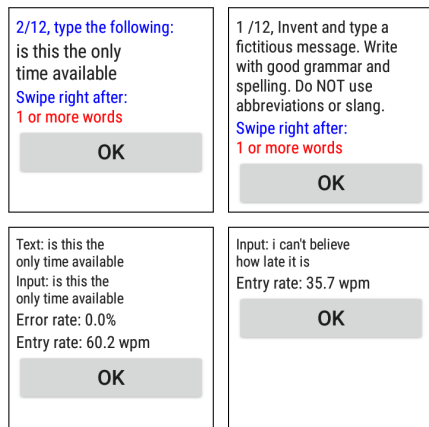 2/12, type the following:
is this the only
time available
Swipe right after:
1 or more words
OK
1 /12, Invent and type a
fictitious message. Write
with good grammar and
spelling. Do NOT use
abbreviations or slang.
Swipe right after:
1 or more words
OK
Text: is this the
only time available
Input: is this the
only time available
Error rate: 0.0%
Entry rate: 60.2 wpm
OK
Input: i can't believe
how late it is
Entry rate: 35.7 wpm
OK